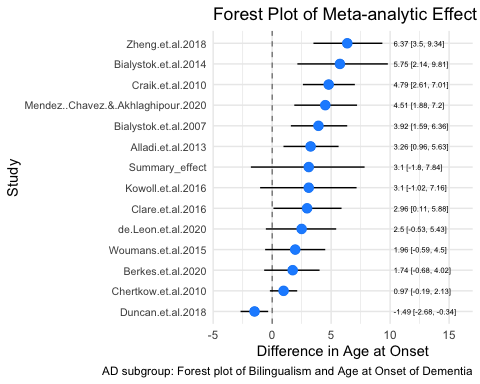 Forest Plot of Meta-analytic Effect
Study
Zheng.et.al.2018 6.37 [3.5, 9.34]
Bialystok.et.al.2014 5.75 [2.14, 9.81]
Craik.et.al.2010 4.79 [2.61, 7.01]
Mendez..Chavez.&.Akhlaghipour.2020 4.51 [1.88, 7.2]
Bialystok.et.al.2007 3.92 [1.59, 6.36]
Alladi.et.al.2013 3.26 [0.96, 5.63]
Summary_effect 3.1 [-1.8, 7.84]
Kowoll.et.al.2016 3.1 [-1.02, 7.16]
Clare.et.al.2016 2.96 [0.11, 5.88]
de.Leon.et.al.2020 2.5 [-0.53, 5.43]
Woumans.et.al.2015 1.96 [-0.59, 4.5]
Berkes.et.al.2020 1.74 [-0.68, 4.02]
Chertkow.et.al.2010 0.97 [-0.19, 2.13]
Duncan.et.al.2018 -1.49 [-2.68, -0.34]
-5 0 5 10 15
Difference in Age at Onset
AD subgroup: Forest plot of Bilingualism and Age at Onset of Dementia